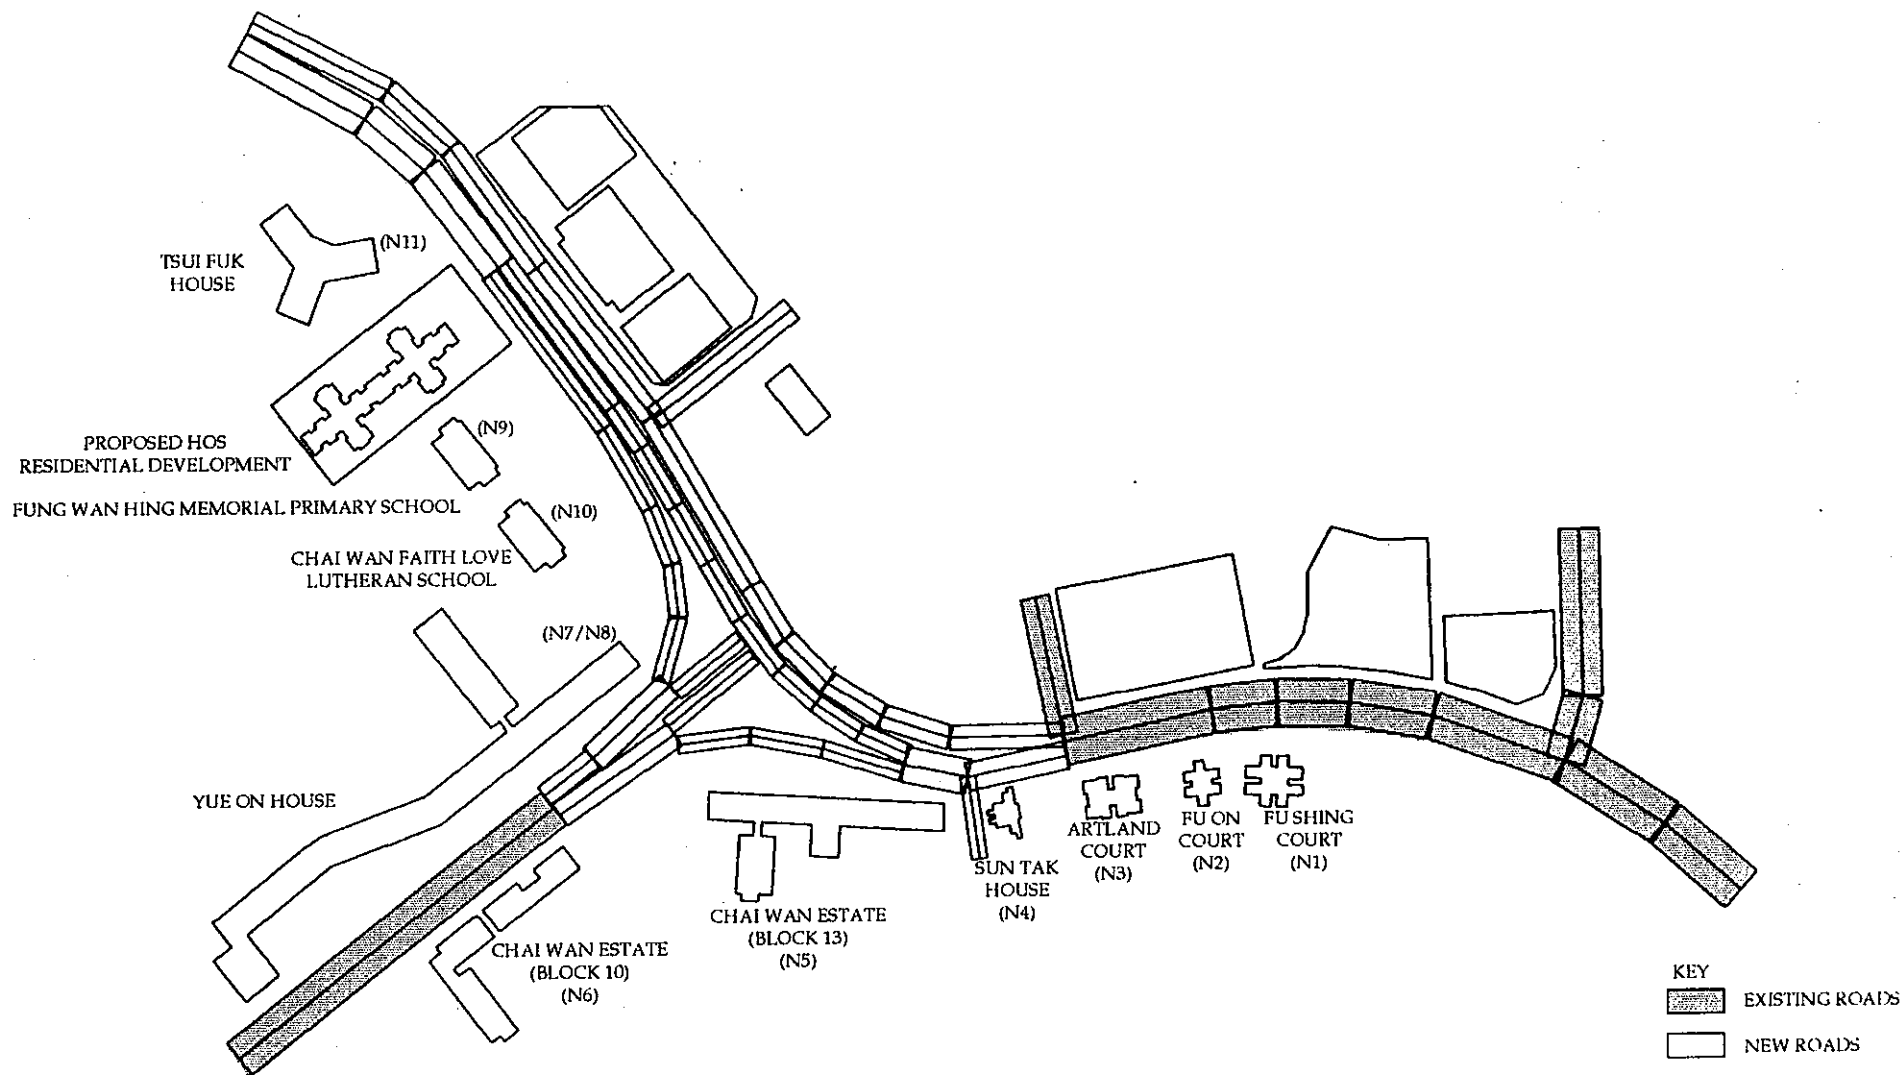 (N11)
TSUI FUK
HOUSE
PROPOSED HOS
RESIDENTIAL DEVELOPMENT
(N9)
FUNG WAN HING MEMORIAL PRIMARY SCHOOL
(N10)
CHAI WAN FAITH LOVE
LUTHERAN SCHOOL
(N7/N8)
YUE ON HOUSE
CHAI WAN ESTATE
(BLOCK 10)
(N6)
CHAI WAN ESTATE
(BLOCK 13)
(N5)
SUN TAK
HOUSE
(N4)
ARTLAND
COURT
(N3)
FU ON
COURT
(N2)
FU SHING
COURT
(N1)
KEY
EXISTING ROADS
NEW ROADS